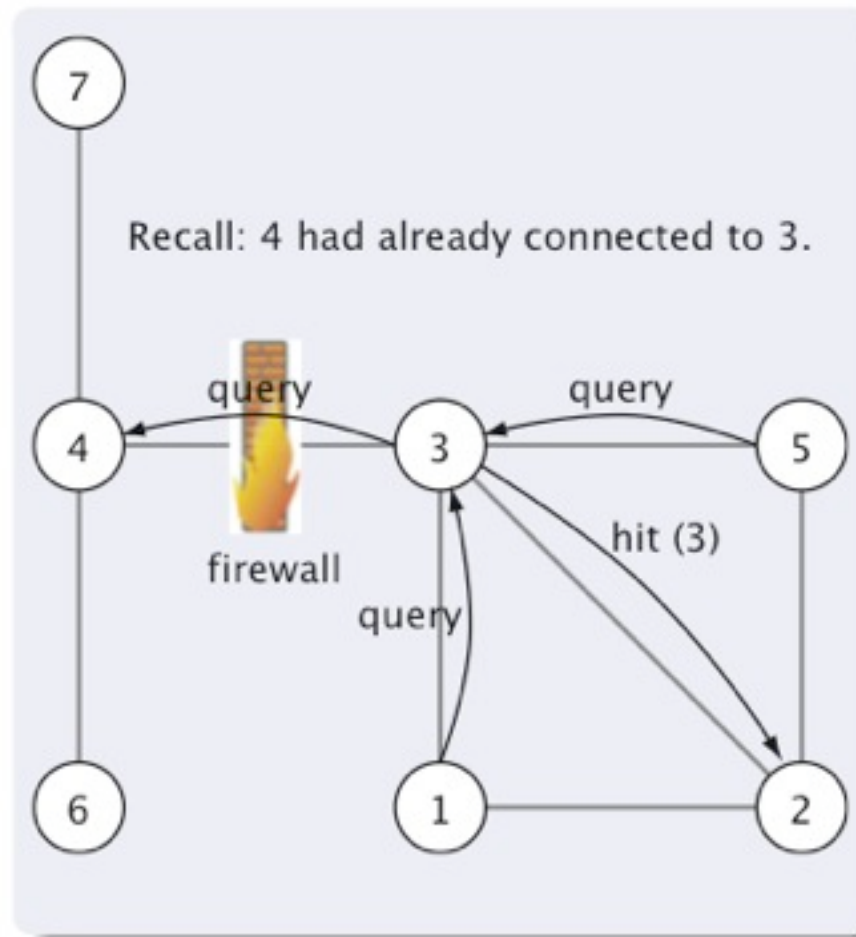 7
Recall: 4 had already connected to 3.
query
query
4
3
5
hit (3)
firewall
query
6
1
2